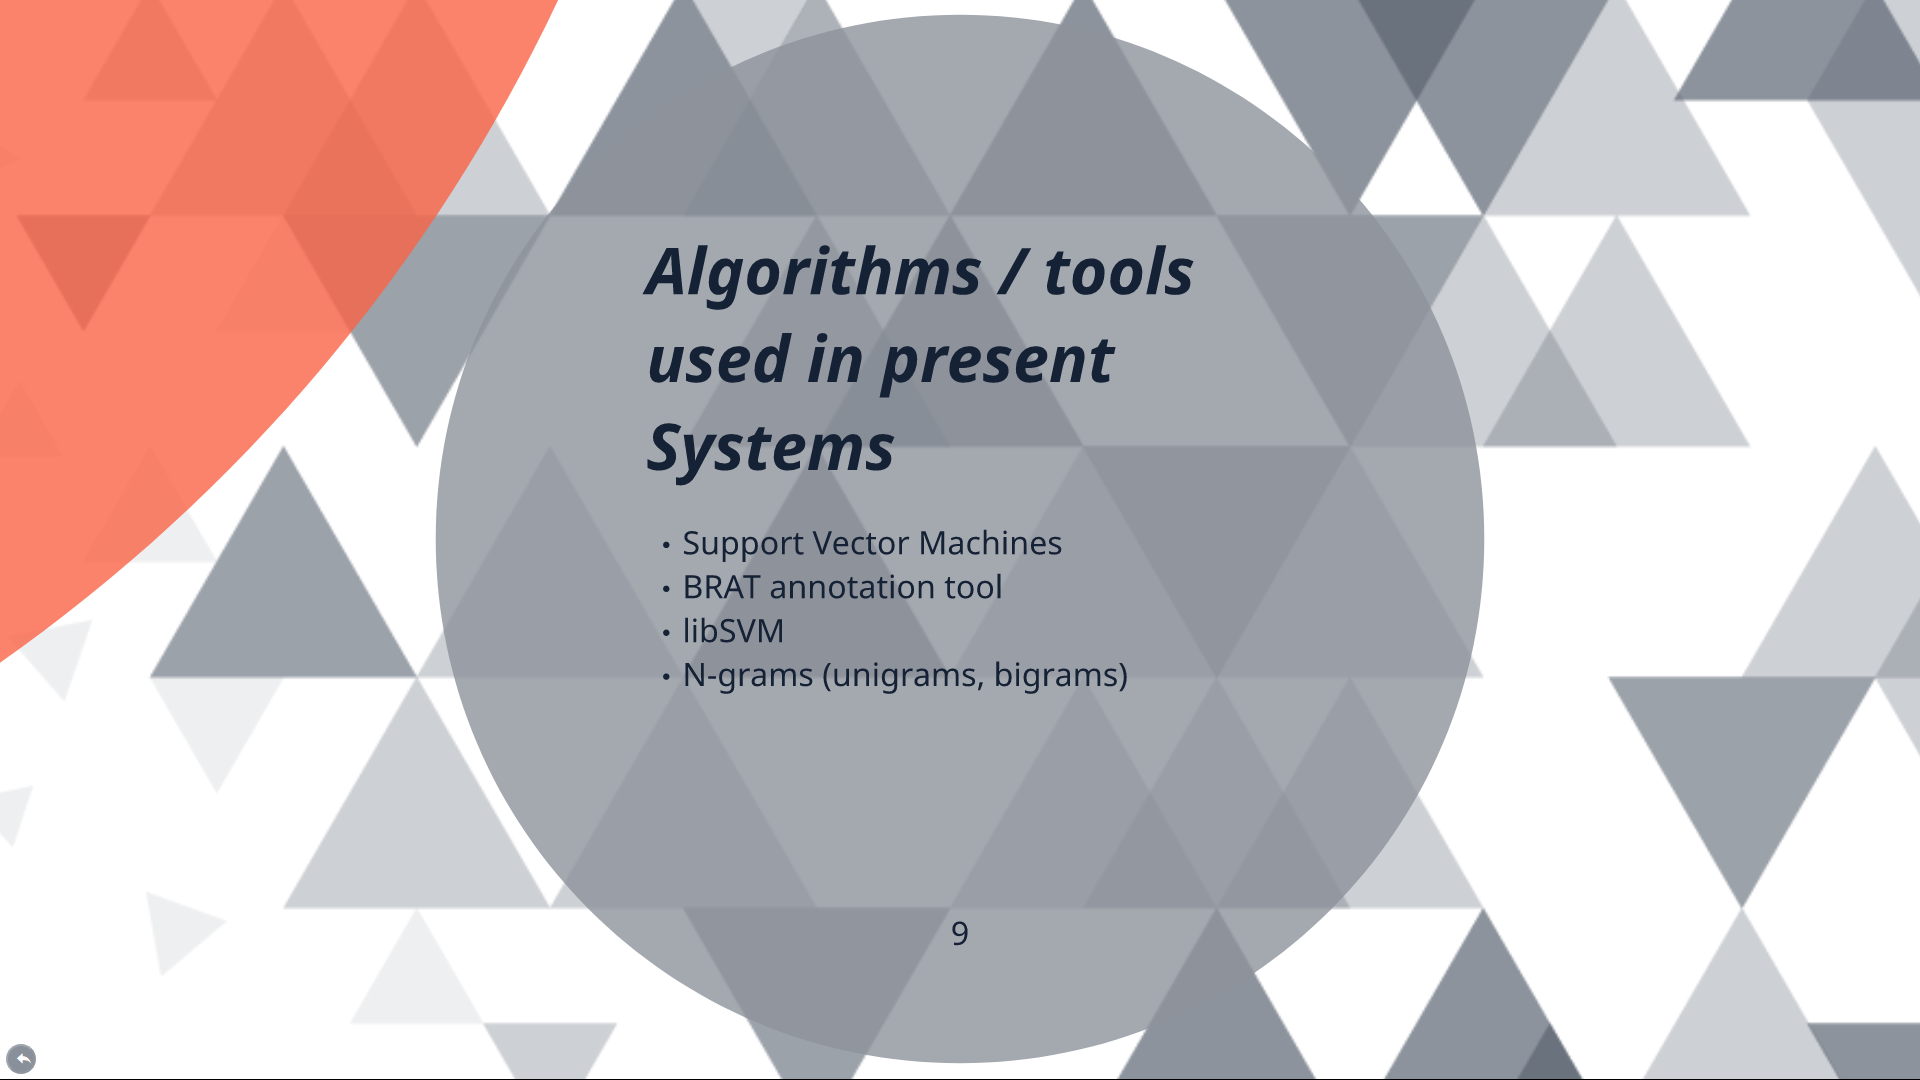 Algorithms / tools
used in present
Systems
• Support Vector Machines
• BRAT annotation tool
• libSVM
• N-grams (unigrams, bigrams)
9